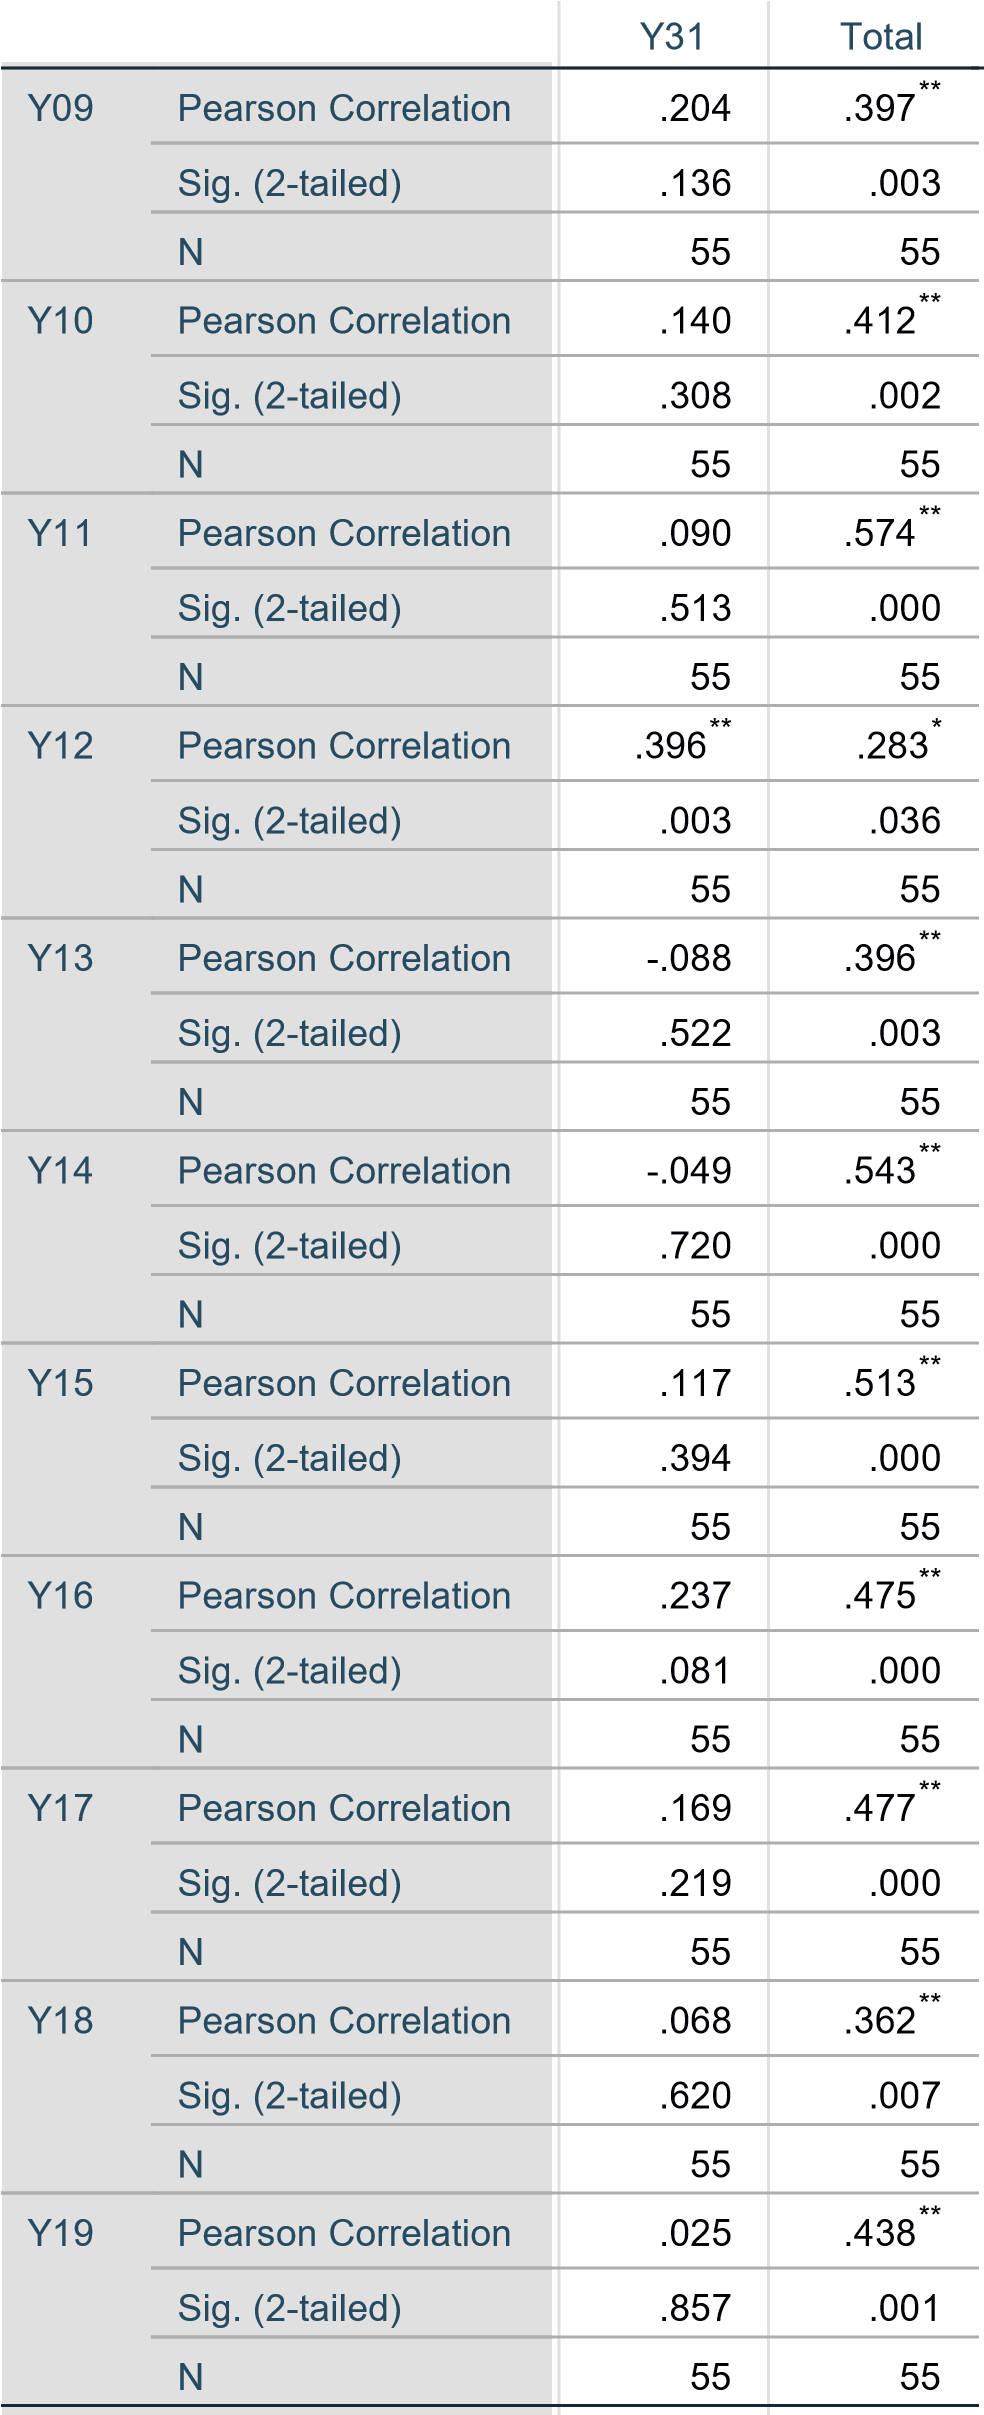 Y31 Total
Y09 Pearson Correlation .204 .397**
Sig. (2-tailed) .136 .003
N 55 55
Y10 Pearson Correlation .140 .412**
Sig. (2-tailed) .308 .002
N 55 55
Y11 Pearson Correlation .090 .574**
Sig. (2-tailed) .513 .000
N 55 55
Y12 Pearson Correlation .396** .283*
Sig. (2-tailed) .003 .036
N 55 55
Y13 Pearson Correlation -.088 .396**
Sig. (2-tailed) .522 .003
N 55 55
Y14 Pearson Correlation -.049 .543**
Sig. (2-tailed) .720 .000
N 55 55
Y15 Pearson Correlation .117 .513**
Sig. (2-tailed) .394 .000
N 55 55
Y16 Pearson Correlation .237 .475**
Sig. (2-tailed) .081 .000
N 55 55
Y17 Pearson Correlation .169 .477**
Sig. (2-tailed) .219 .000
N 55 55
Y18 Pearson Correlation .068 .362**
Sig. (2-tailed) .620 .007
N 55 55
Y19 Pearson Correlation .025 .438**
Sig. (2-tailed) .857 .001
N 55 55